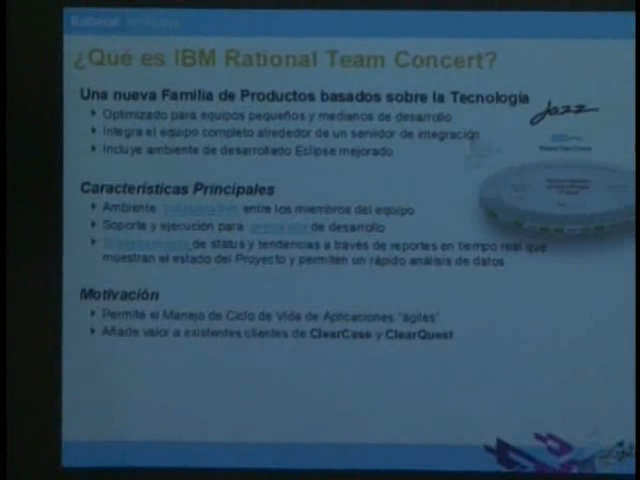 Rational software
¿Qué es IBM Rational Team Concert?
Una nueva Familia de Productos basados sobre la Tecnología
Jazz
Optimizado para equipos pequeños y medianos de desarrollo
Integra el equipo completo alrededor de un servidor de integración
Incluye ambiente de desarrollado Eclipse mejorado
Características Principales
Ambiente colaborativo entre los miembros del equipo
Soporte y ejecución para de desarrollo
de status y tendencias a través de reportes en tiempo real que
muestran el estado del Proyecto y permiten un rápido análisis de datos
Motivación
Permite el Manejo de Ciclo de Vida de Aplicaciones "agiles"
Añade valor a existentes clientes de ClearCase y ClearQuest